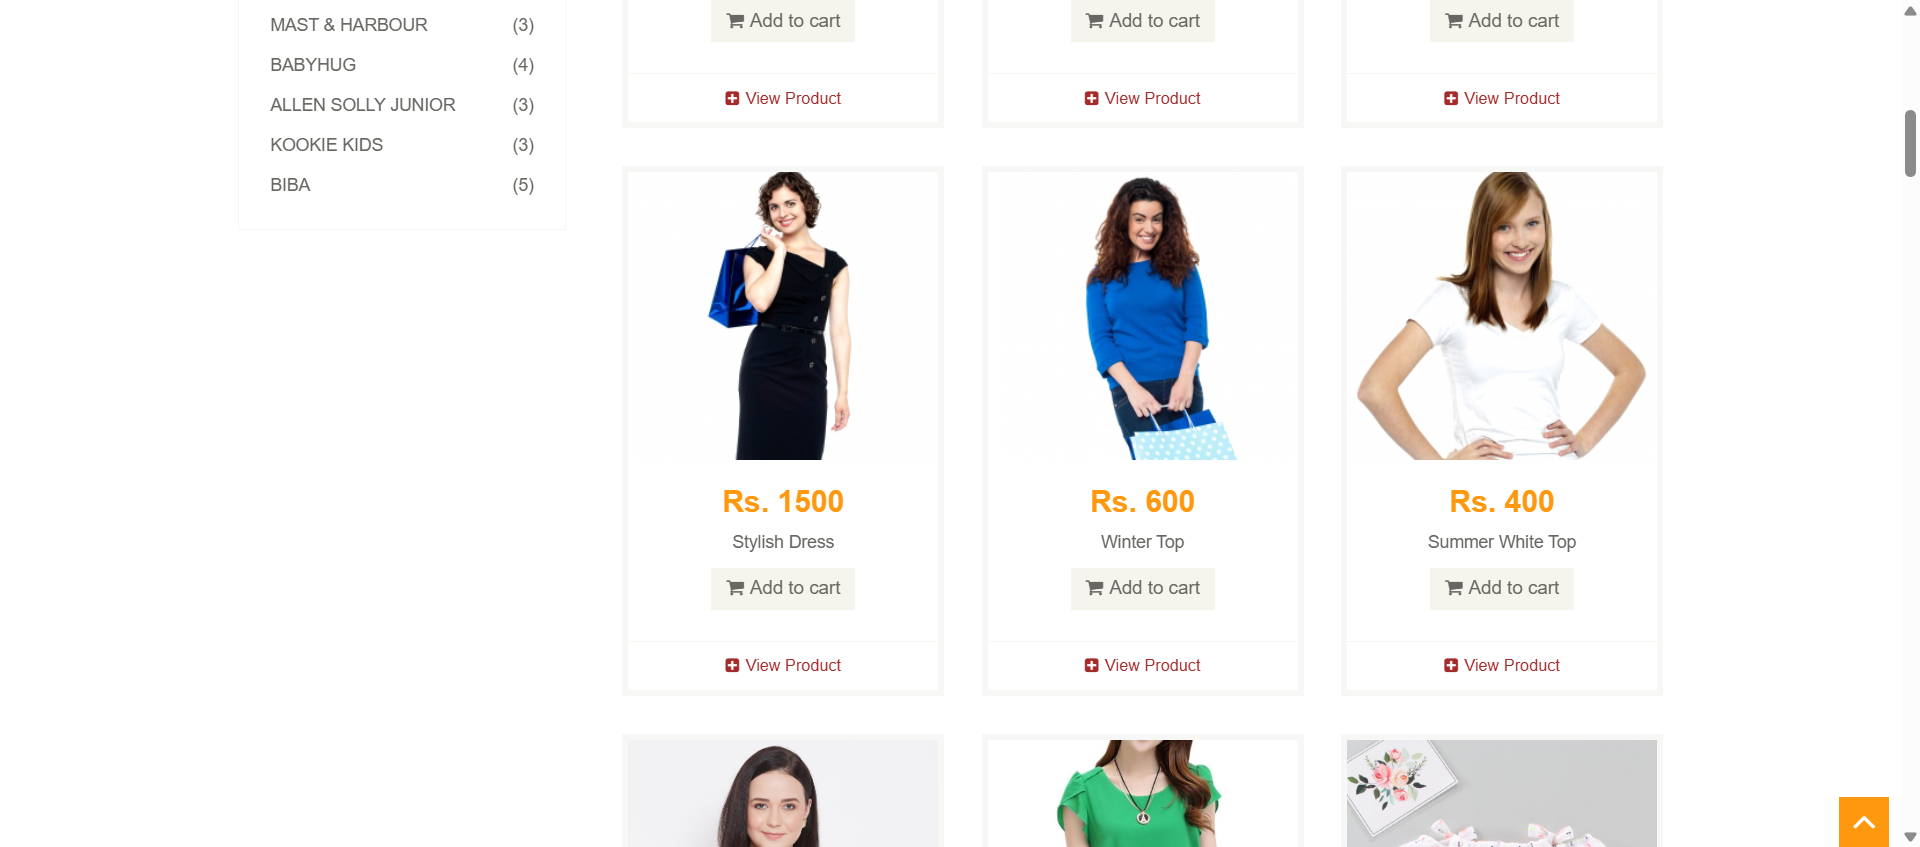 MAST & HARBOUR (3)
BABYHUG (4)
ALLEN SOLLY JUNIOR (3)
KOOKIE KIDS (3)
BIBA (5)
Add to cart
Add to cart
Add to cart
View Product
View Product
View Product
Rs. 1500
Stylish Dress
Add to cart
View Product
Rs. 600
Winter Top
Add to cart
View Product
Rs. 400
Summer White Top
Add to cart
View Product